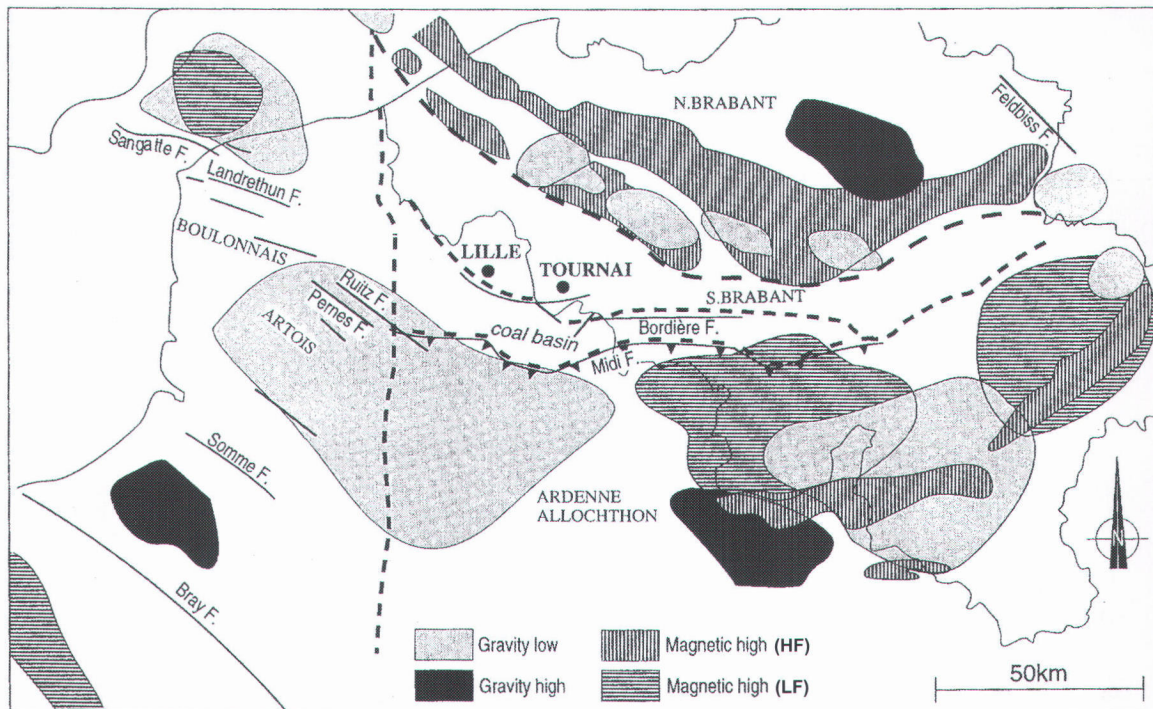 N.BRABANT
Feldbiss F.
Sangatte F.
Landrethun F.
BOULONNAIS
LILLE
TOURNAI
Ruitz F.
S.BRABANT
Pernes F.
ARTOIS
coal basin
Bordière F.
Midi F.
Somme F.
ARDENNE
ALLOCHTHON
N
Bray F.
Gravity low
Magnetic high (HF)
Gravity high
Magnetic high (LF)
50km